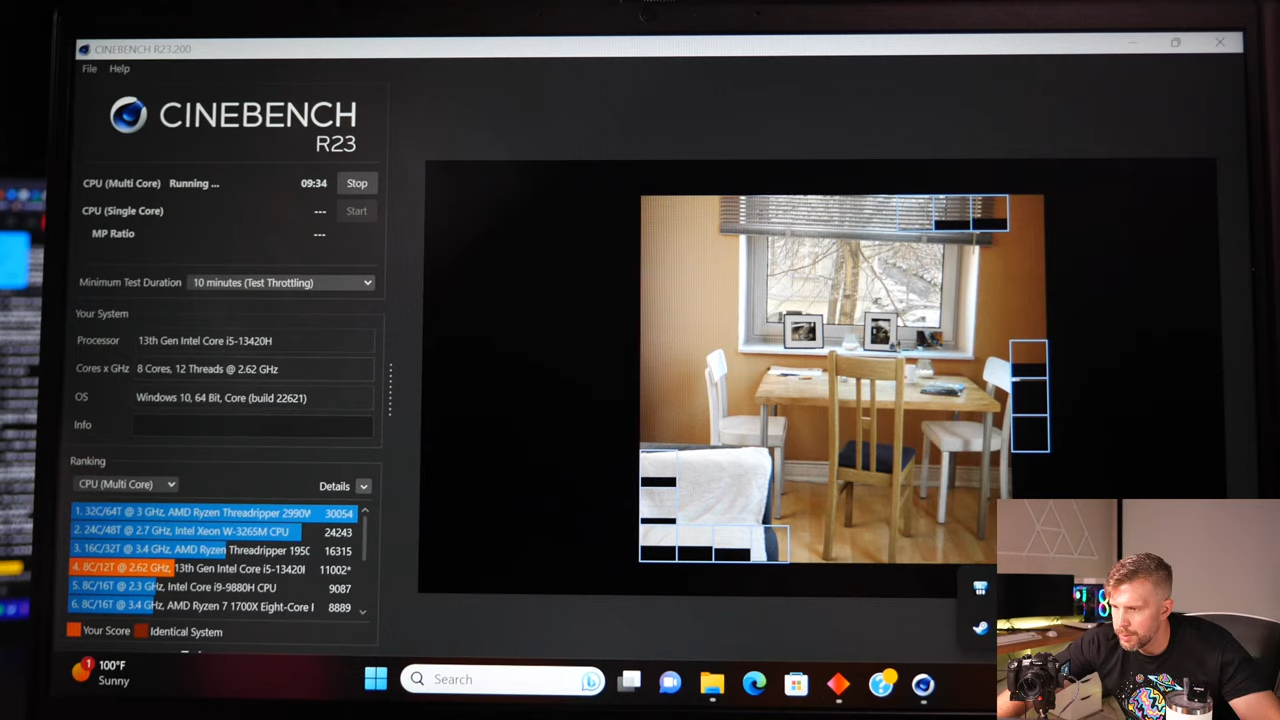 CINEBENCH R23.200
File Help
CINEBENCH
R23
CPU (Multi Core) Running ... 09:34 Stop
CPU (Single Core) --- Start
MP Ratio ---
Minimum Test Duration 10 minutes (Test Throttling)
Your System
Processor 13th Gen Intel Core i5-13420H
Cores x GHz 8 Cores, 12 Threads @ 2.62 GHz
OS Windows 10, 64 Bit, Core (build 22621)
Info
Ranking
CPU (Multi Core) Details
1. 32C/64T @ 3 GHz, AMD Ryzen Threadripper 2990W 30054
2. 24C/48T @ 2.7 GHz, Intel Xeon W-3265M CPU 24243
3. 16C/32T @ 3.4 GHz, AMD Ryzen Threadripper 195 16315
4. 8C/12T @ 2.62 GHz, 13th Gen Intel Core i5-13420 11002*
5. 8C/16T @ 2.3 GHz, Intel Core i9-9880H CPU 9087
6. 8C/16T @ 3.4 GHz, AMD Ryzen 7 1700X Eight-Core 8889
Your Score Identical System
1 100°F
Sunny
Search